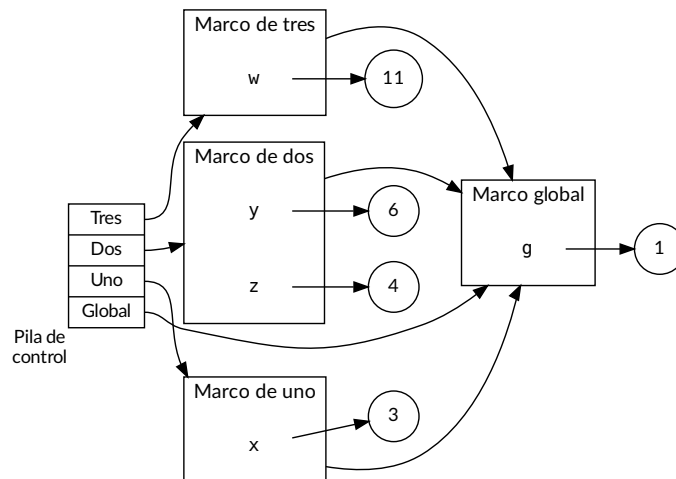 Marco de tres
w
11
Marco de dos
y
6
z
4
Marco global
g
1
Tres
Dos
Uno
Global
Pila de
control
Marco de uno
x
3